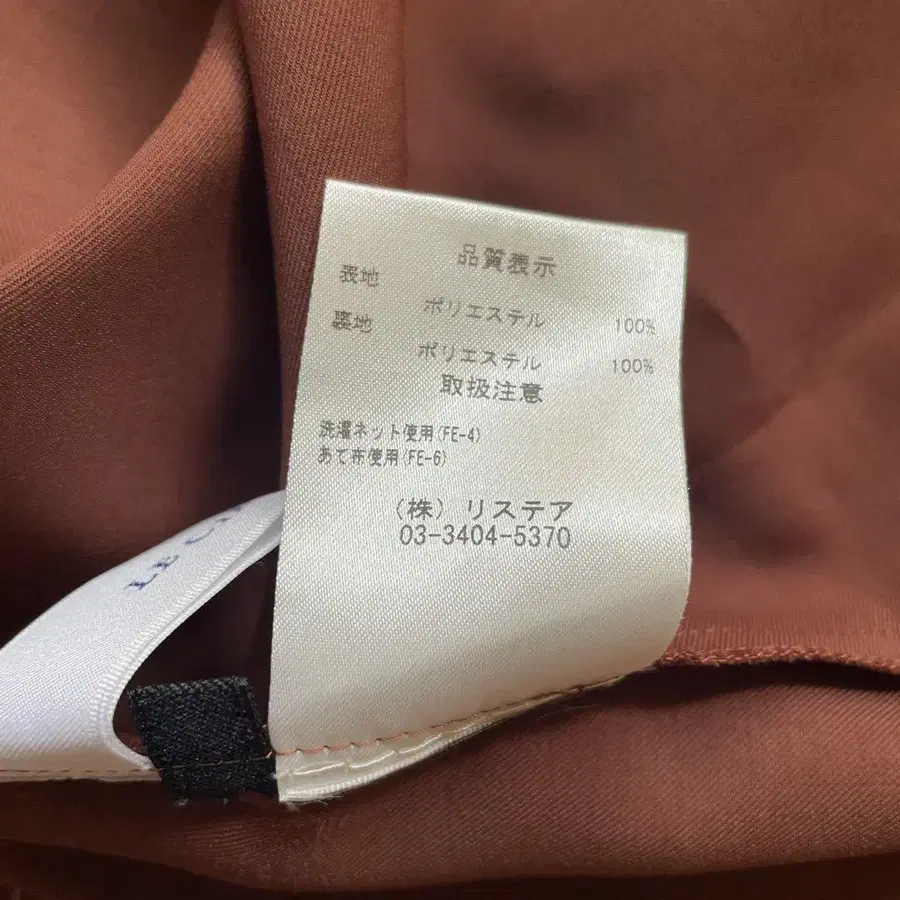 品質表示
表地
ポリエステル 100%
裏地
ポリエステル 100%
取扱注意
洗濯ネット使用(FE-4)
あて布使用(FE-6)
(株) リステア
03-3404-5370
LE C